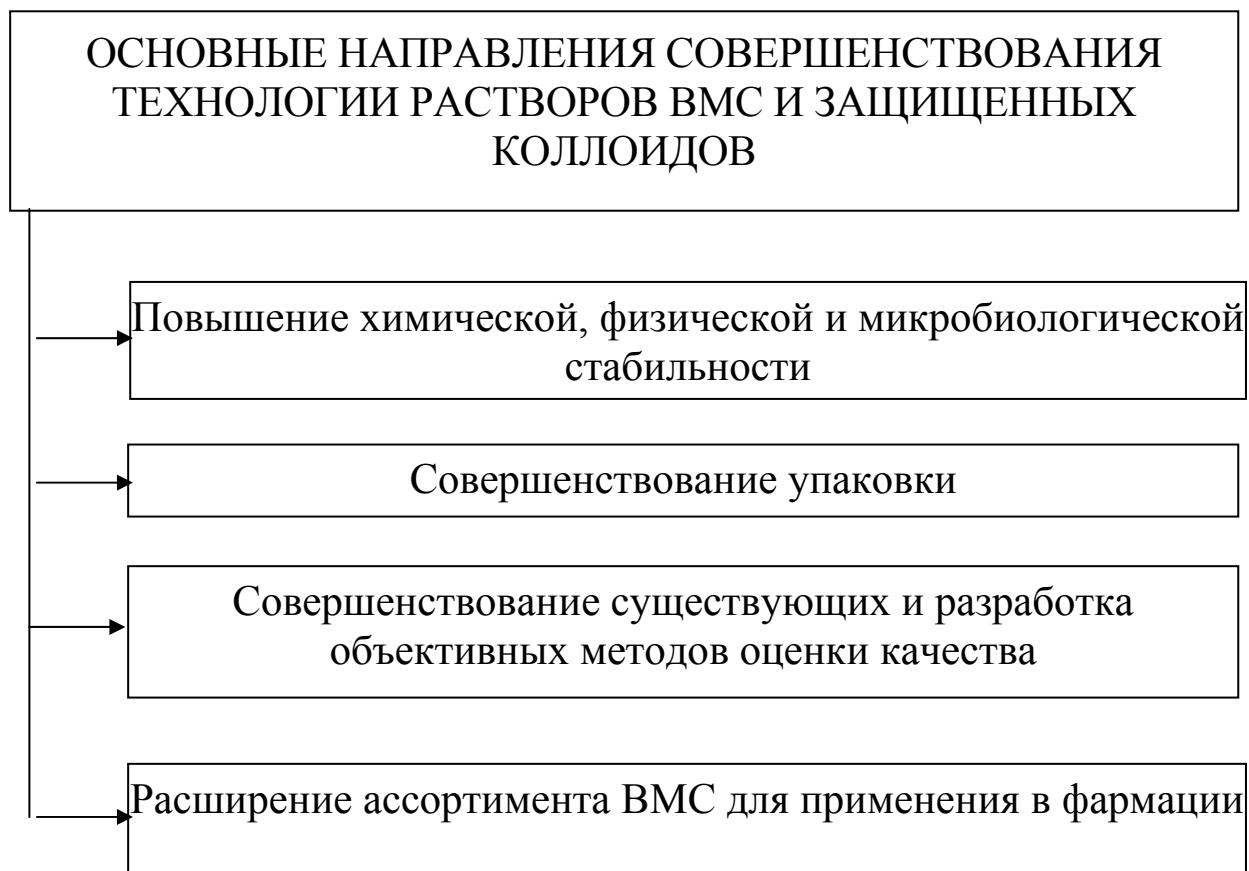 ОСНОВНЫЕ НАПРАВЛЕНИЯ СОВЕРШЕНСТВОВАНИЯ
ТЕХНОЛОГИИ РАСТВОРОВ ВМС И ЗАЩИЩЕННЫХ
КОЛЛОИДОВ
Повышение химической, физической и микробиологической
стабильности
Совершенствование упаковки
Совершенствование существующих и разработка
объективных методов оценки качества
Расширение ассортимента ВМС для применения в фармации